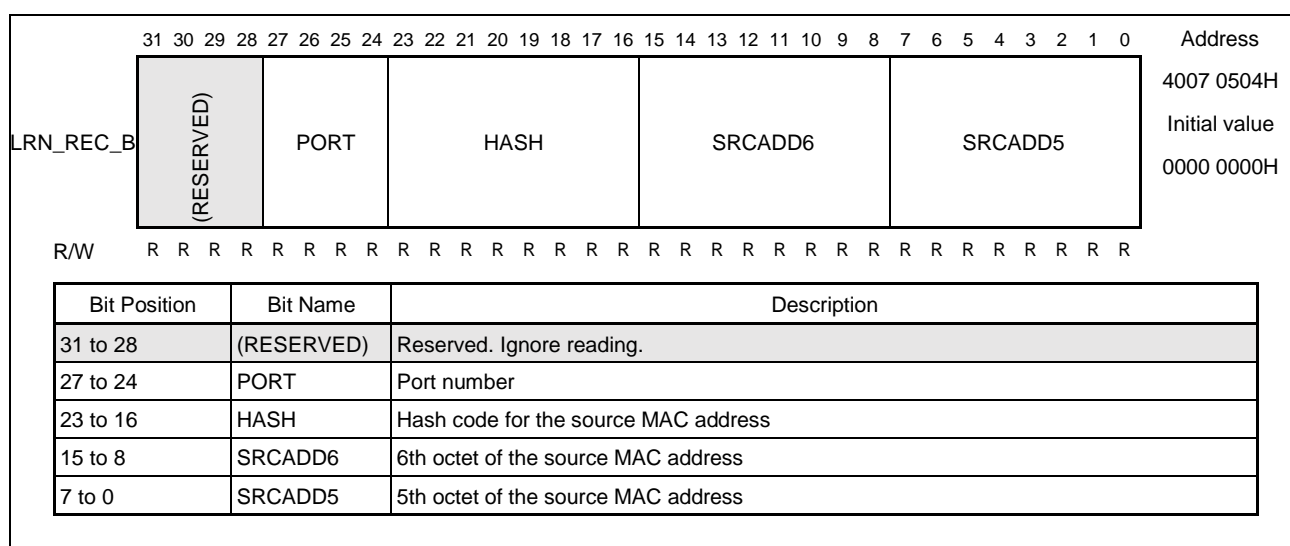 31 30 29 28 27 26 25 24 23 22 21 20 19 18 17 16 15 14 13 12 11 10 9 8 7 6 5 4 3 2 1 0 Address
4007 0504H
Initial value
0000 0000H
LRN_REC_B (RESERVED) PORT HASH SRCADD6 SRCADD5
R/W R R R R R R R R R R R R R R R R R R R R R R R R R R R R R R R R
Bit Position Bit Name Description
31 to 28 (RESERVED) Reserved. Ignore reading.
27 to 24 PORT Port number
23 to 16 HASH Hash code for the source MAC address
15 to 8 SRCADD6 6th octet of the source MAC address
7 to 0 SRCADD5 5th octet of the source MAC address